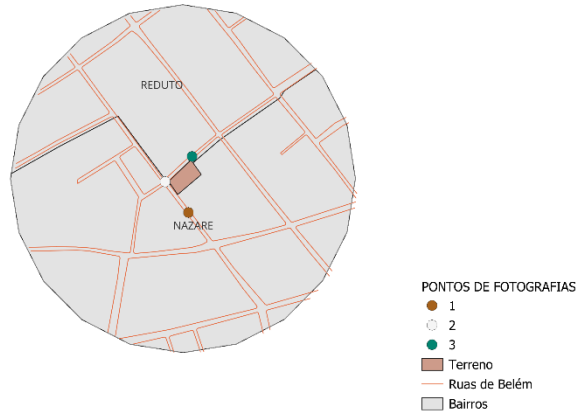 REDUTO
NAZARE
PONTOS DE FOTOGRAFIAS
1
2
3
Terreno
Ruas de Belém
Bairros